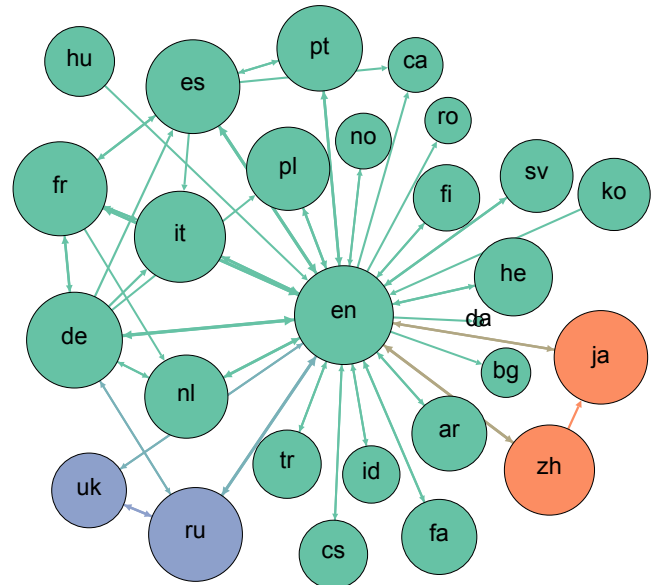 pt
hu
ca
es
ro
no
pl
sv
fr
fi
ko
it
he
en
da
de
ja
bg
nl
ar
tr
id
zh
uk
ru
fa
cs